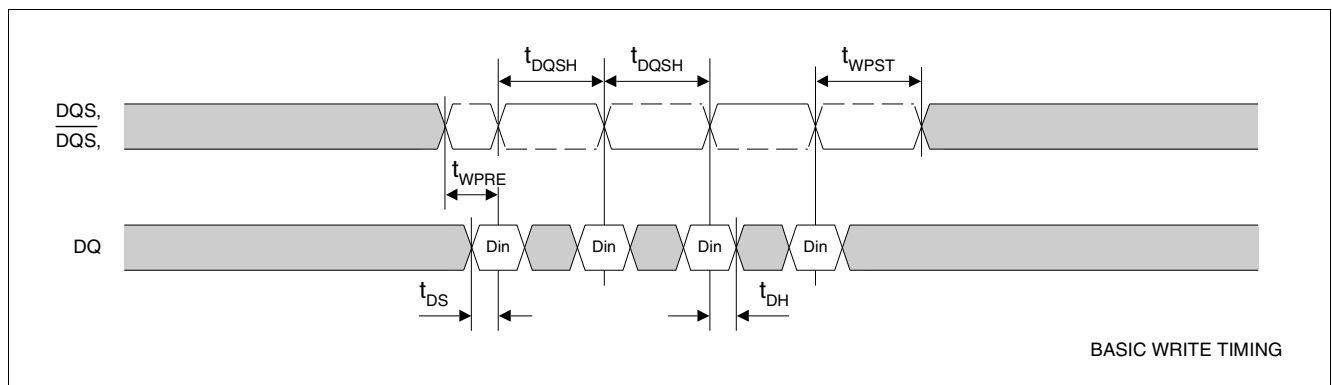 tDQSH tDQSH tWPST
DQS,
DQS,
tWPRE
DQ Din Din Din Din
tDS tDH
BASIC WRITE TIMING